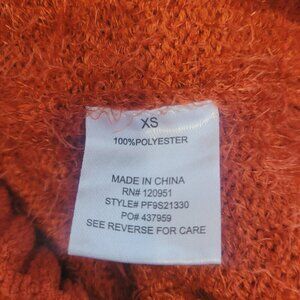 XS
100%POLYESTER
MADE IN CHINA
RN# 120951
STYLE# PF9S21330
PO# 437959
SEE REVERSE FOR CARE